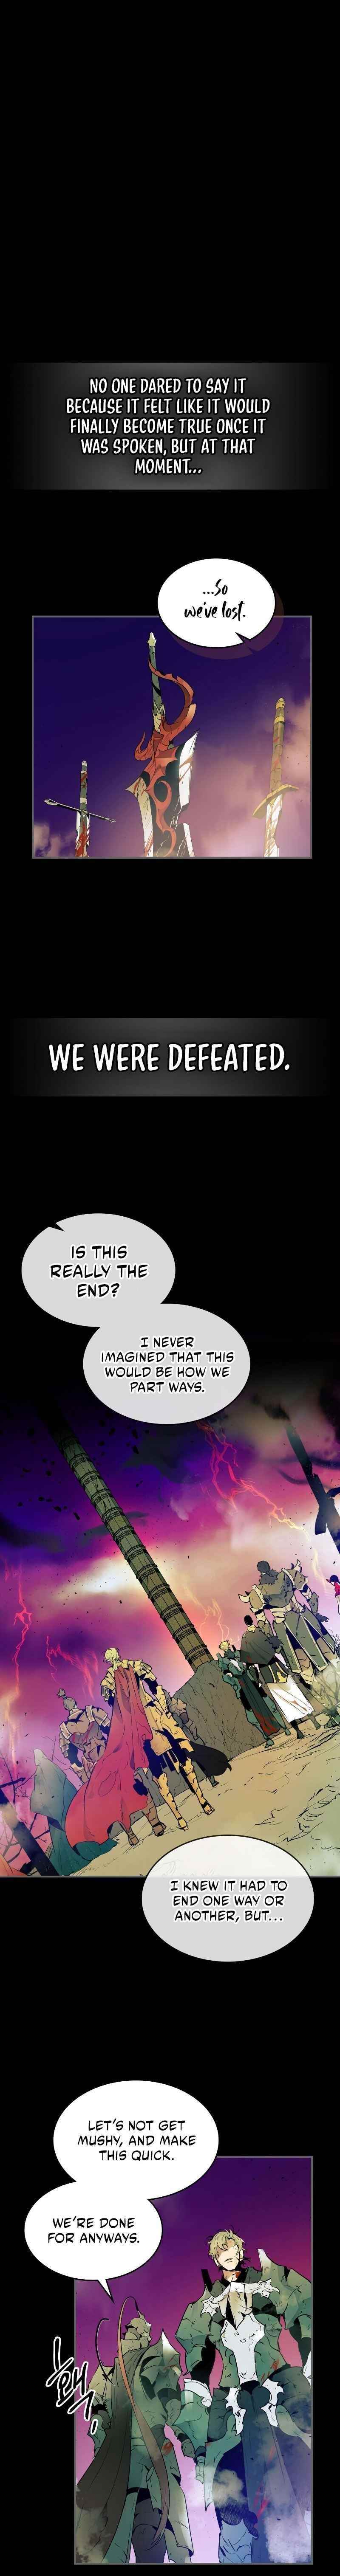 NO ONE DARED TO SAY IT
BECAUSE IT FELT LIKE IT WOULD
FINALLY BECOME TRUE ONCE IT
WAS SPOKEN, BUT AT THAT
MOMENT...
...So
we've lost.
WE WERE DEFEATED.
IS THIS
REALLY THE
END?
I NEVER
IMAGINED THAT THIS
WOULD BE HOW WE
PART WAYS.
I KNEW IT HAD TO
END ONE WAY OR
ANOTHER, BUT...
LET'S NOT GET
MUSHY, AND MAKE
THIS QUICK.
WE'RE DONE
FOR ANYWAYS.